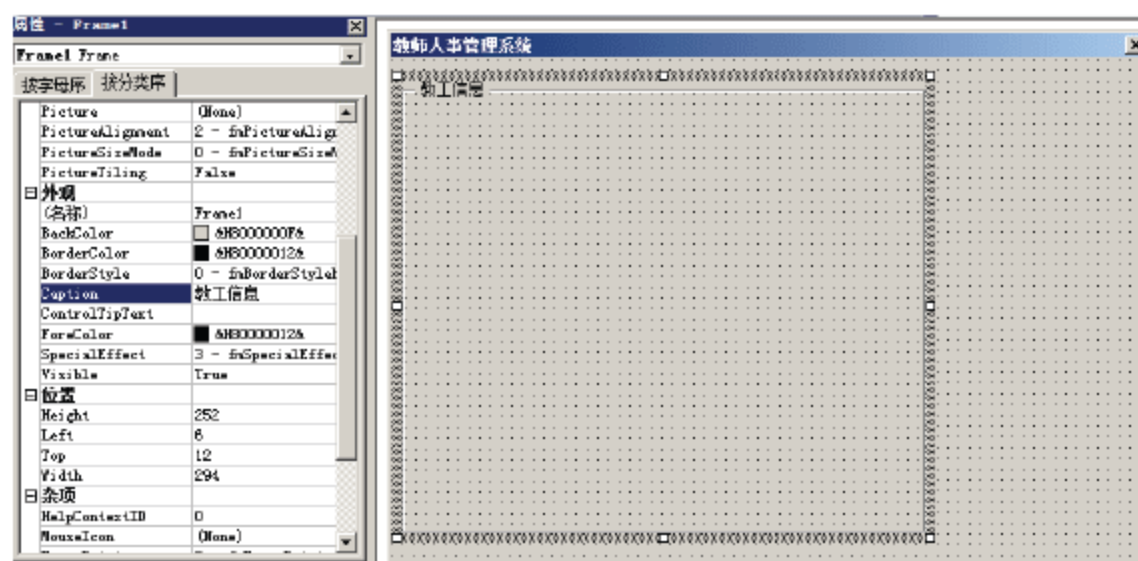 属性 - Frame1
Frame1 Frame
按字母序 按分类序
Picture (None)
PictureAlignment 2 - fmPictureAlign
PictureSizeMode 0 - fmPictureSizeM
PictureTiling False
外观
(名称) Frame1
BackColor &H8000000F&
BorderColor &H80000012&
BorderStyle 0 - fmBorderStyleN
Caption 教工信息
ControlTipText
ForeColor &H80000012&
SpecialEffect 3 - fmSpecialEffec
Visible True
位置
Height 252
Left 6
Top 12
Width 294
杂项
HelpContextID 0
MouseIcon (None)
教师人事管理系统
教工信息